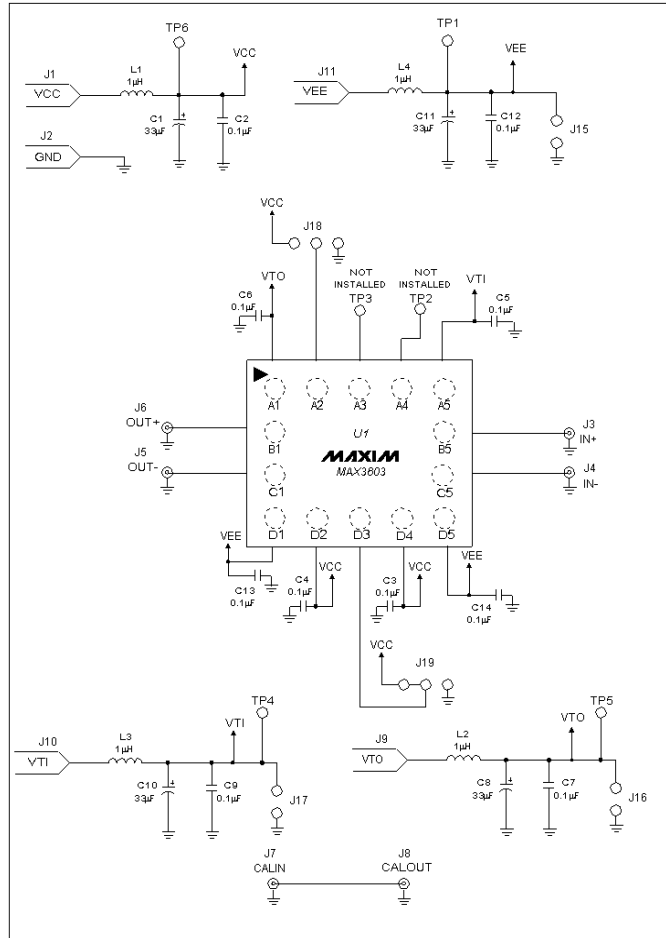 TP6
TP1
J1
L1
1µH
VCC
J11
L4
1µH
VEE
VCC
VEE
C1
33µF
+
C2
0.1µF
C11
33µF
+
C12
0.1µF
J15
J2
GND
VCC
J18
VTO
NOT
INSTALLED
TP3
NOT
INSTALLED
TP2
VTI
C6
0.1µF
C5
0.1µF
A1
A2
A3
A4
A5
J6
OUT+
U1
J3
IN+
B1
B5
MAXIM
MAX3603
J5
OUT-
J4
IN-
C1
C5
D1
D2
D3
D4
D5
VEE
C13
0.1µF
C4
0.1µF
VCC
C3
0.1µF
VCC
VEE
C14
0.1µF
VCC
J19
TP4
TP5
J10
L3
1µH
VTI
J9
L2
1µH
VTO
VTI
VTO
C10
33µF
+
C9
0.1µF
J17
C8
33µF
+
C7
0.1µF
J16
J7
CALIN
J8
CALOUT